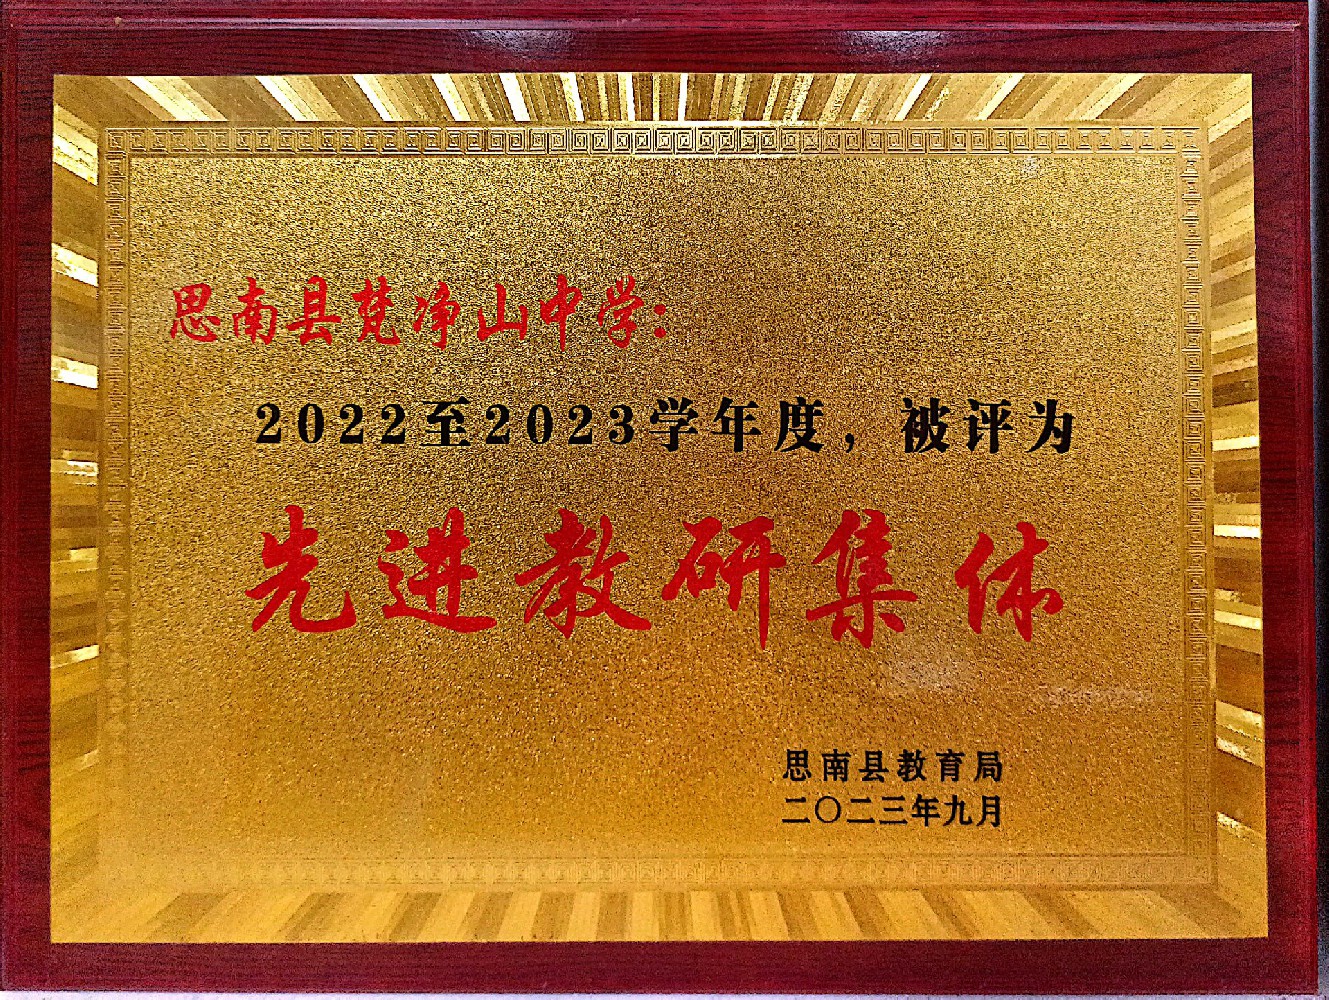 思南县梵净山中学：
2022至2023学年度，被评为
先进教研集体
思南县教育局
二〇二三年九月